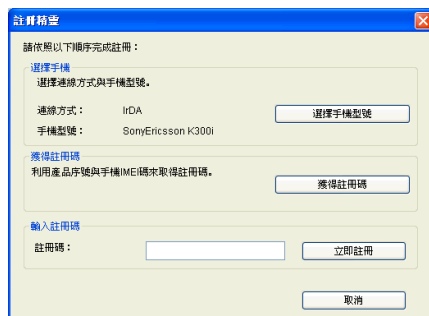 註冊精靈
請依照以下順序完成註冊：
選擇手機
選擇連線方式與手機型號。
連線方式： IrDA
手機型號： SonyEricsson K300i
選擇手機型號
獲得註冊碼
利用產品序號與手機IMEI碼來取得註冊碼。
獲得註冊碼
輸入註冊碼
註冊碼：
立即註冊
取消